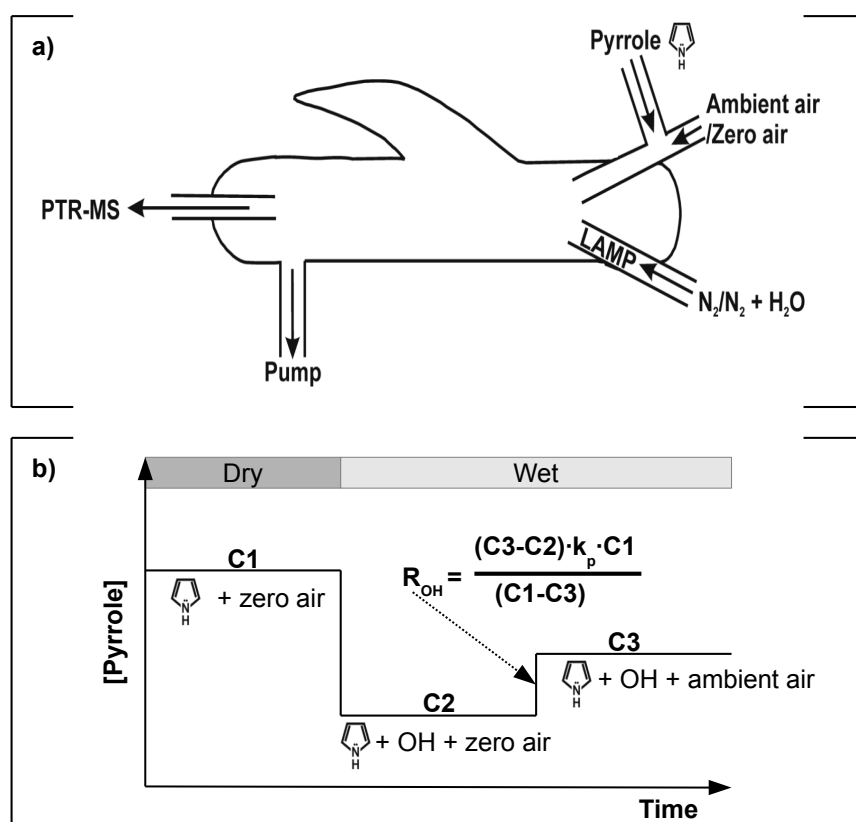 a)
Pyrrole
N
H
Ambient air
/Zero air
PTR-MS
LAMP
N₂/N₂ + H₂O
Pump
b)
Dry
Wet
C1
(C3-C2)·kₚ·C1
R_OH =
(C1-C3)
N
H
+ zero air
[Pyrrole]
C3
N
H
+ OH + ambient air
C2
N
H
+ OH + zero air
Time